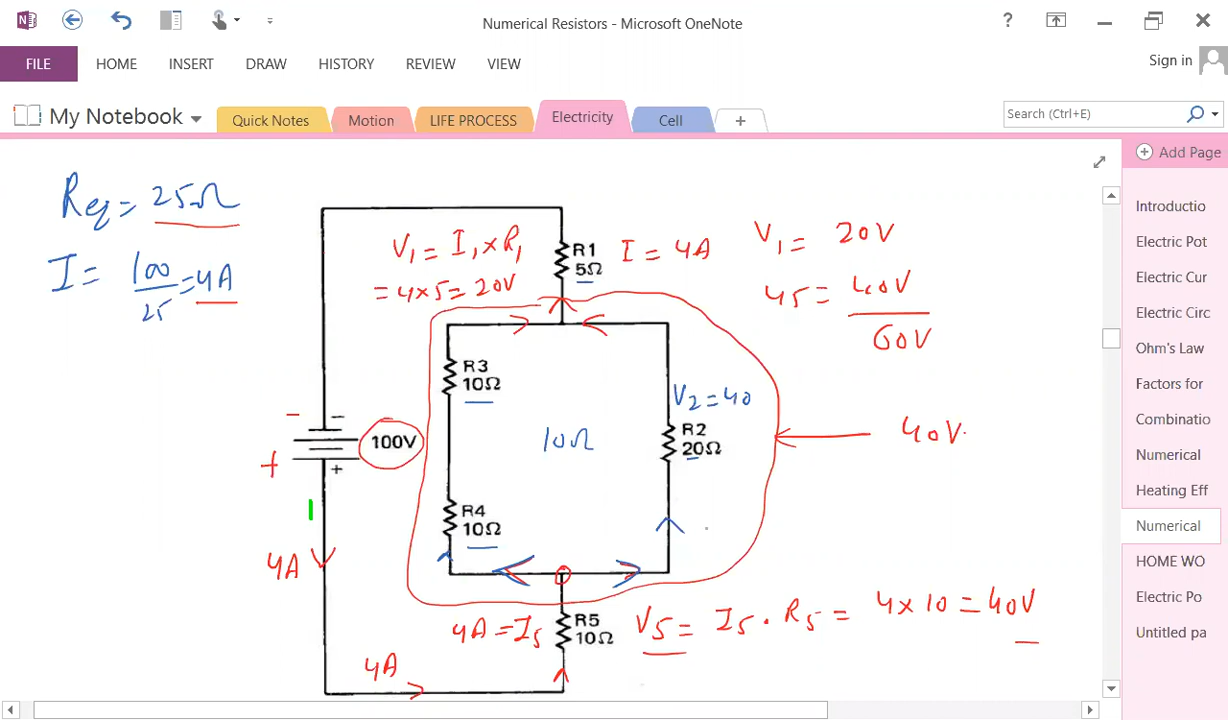 Numerical Resistors - Microsoft OneNote
?
FILE
HOME
INSERT
DRAW
HISTORY
REVIEW
VIEW
Sign in
My Notebook
Quick Notes
Motion
LIFE PROCESS
Electricity
Cell
+
Search (Ctrl+E)
Add Page
Introductio
Electric Pot
Electric Cur
Electric Circ
Ohm's Law
Factors for
Combinatio
Numerical
Heating Eff
Numerical
HOME WO
Electric Po
Untitled pa
Req = 25Ω
I = 100/25 = 4A
V1 = I1 × R1
= 4×5 = 20V
R1
5Ω
I = 4A
V1 = 20V
45 = 40V
60V
R3
10Ω
V2 = 40
R2
20Ω
10Ω
40V
- -
100V
+ +
R4
10Ω
4A
4A = I5
R5
10Ω
V5 = I5 . R5 = 4×10 = 40V
4A